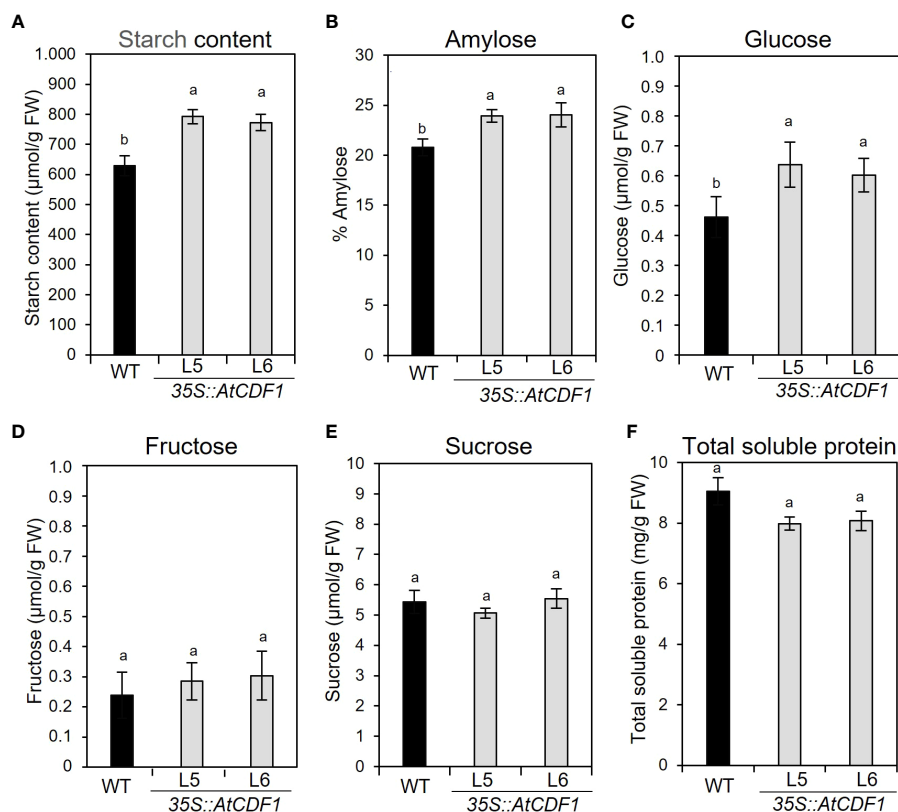 A
Starch content
Starch content (µmol/g FW)
1.000
900
800
700
600
500
400
300
200
100
0
b
a
a
WT
L5
L6
35S::AtCDF1
B
Amylose
% Amylose
30
25
20
15
10
5
0
b
a
a
WT
L5
L6
35S::AtCDF1
C
Glucose
Glucose (µmol/g FW)
1.0
0.9
0.8
0.7
0.6
0.5
0.4
0.3
0.2
0.1
0
b
a
a
WT
L5
L6
35S::AtCDF1
D
Fructose
Fructose (µmol/g FW)
1.0
0.9
0.8
0.7
0.6
0.5
0.4
0.3
0.2
0.1
0
a
a
a
WT
L5
L6
35S::AtCDF1
E
Sucrose
Sucrose (µmol/g FW)
10
9
8
7
6
5
4
3
2
1
0
a
a
a
WT
L5
L6
35S::AtCDF1
F
Total soluble protein
Total soluble protein (mg/g FW)
10
8
6
4
2
0
a
a
a
WT
L5
L6
35S::AtCDF1